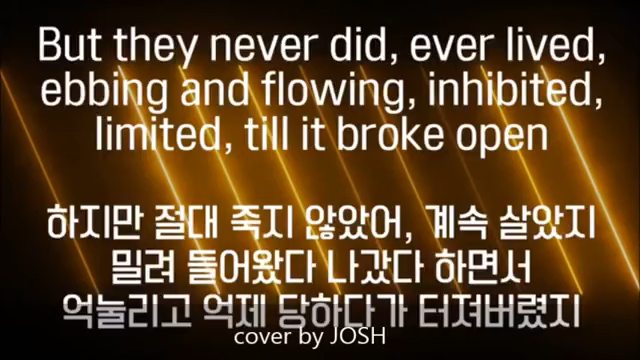 But they never did, ever lived,
ebbing and flowing, inhibited,
limited, till it broke open
하지만 절대 죽지 않았어, 계속 살았지
밀려 들어왔다 나갔다 하면서
억눌리고 억제 당하다가 터져버렸지
cover by JOSH